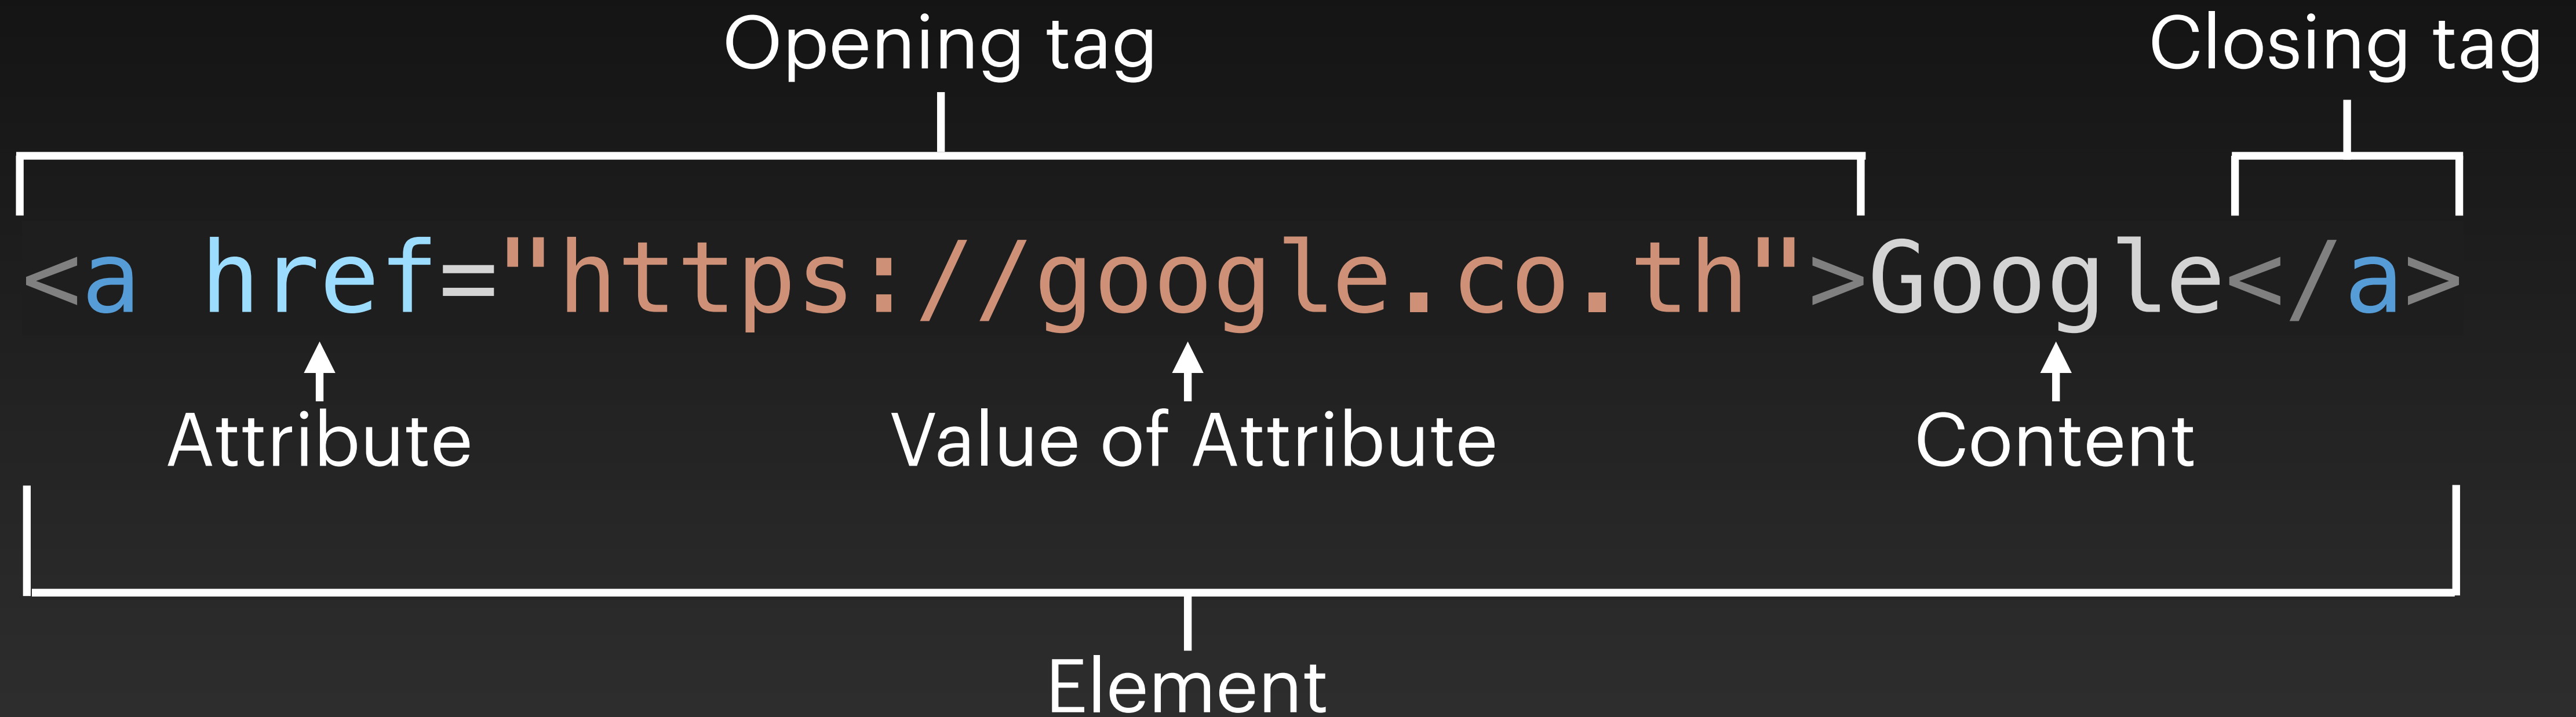 Opening tag
Closing tag
<a href="https://google.co.th">Google</a>
Attribute
Value of Attribute
Content
Element